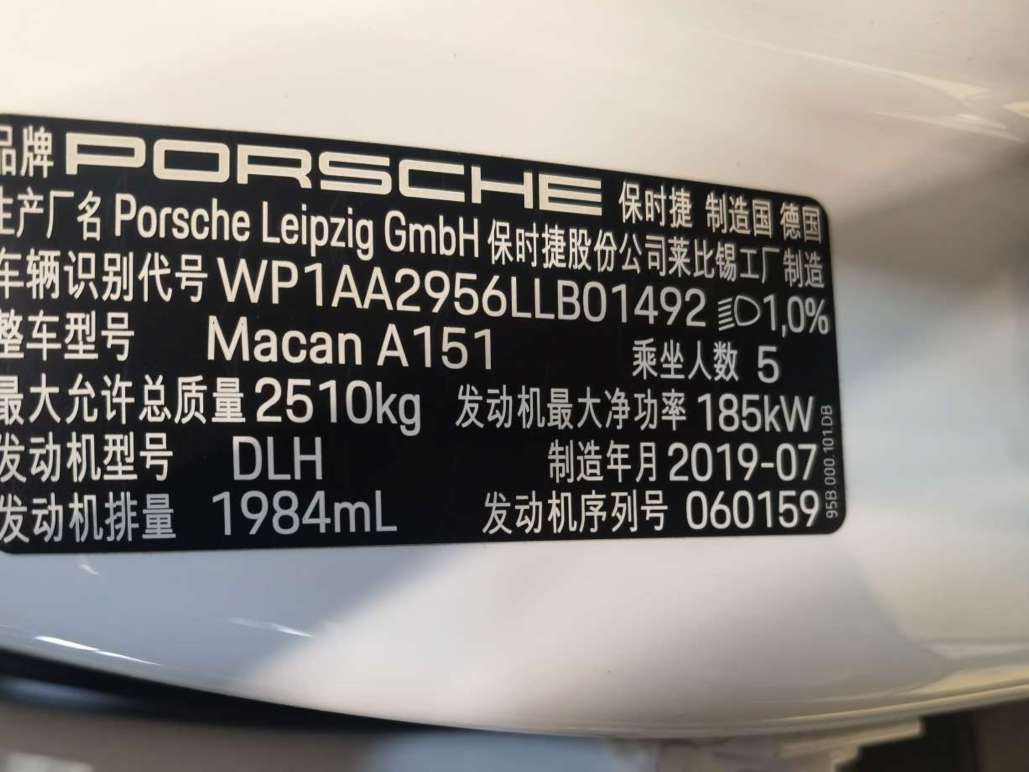 品牌 PORSCHE 保时捷 制造国 德国
生产厂名 Porsche Leipzig GmbH 保时捷股份公司莱比锡工厂制造
车辆识别代号 WP1AA2956LLB01492 1,0%
整车型号 Macan A151 乘坐人数 5
最大允许总质量 2510kg 发动机最大净功率 185kW
发动机型号 DLH 制造年月 2019-07
发动机排量 1984mL 发动机序列号 060159
95B.000.101.DB